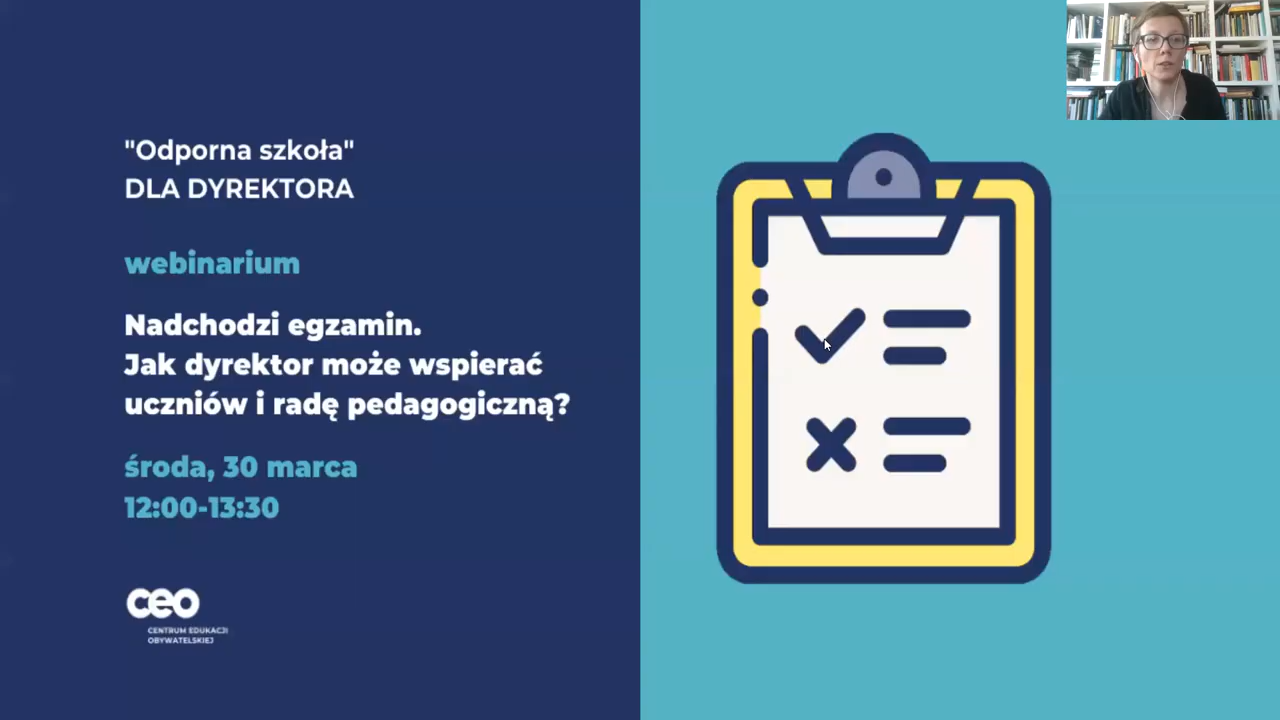 "Odporna szkoła"
DLA DYREKTORA
webinarium
Nadchodzi egzamin.
Jak dyrektor może wspierać
uczniów i radę pedagogiczną?
środa, 30 marca
12:00-13:30
ceo
CENTRUM EDUKACJI
OBYWATELSKIEJ